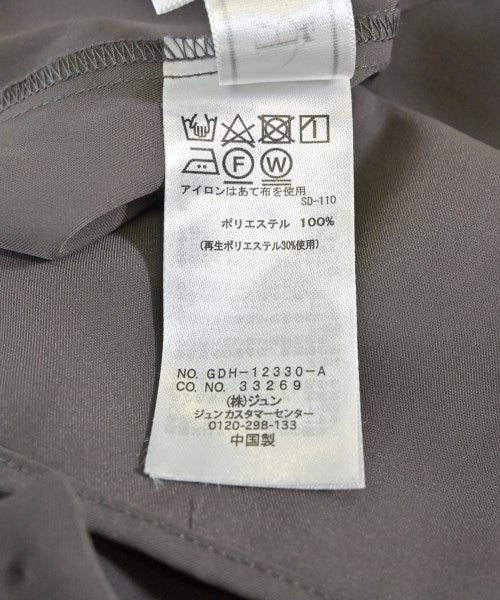 F W
アイロンはあて布を使用
SD-110
ポリエステル 100%
(再生ポリエステル30%使用)
NO. GDH-12330-A
CO. NO. 33269
(株)ジュン
ジュン カスタマーセンター
0120-298-133
中国製